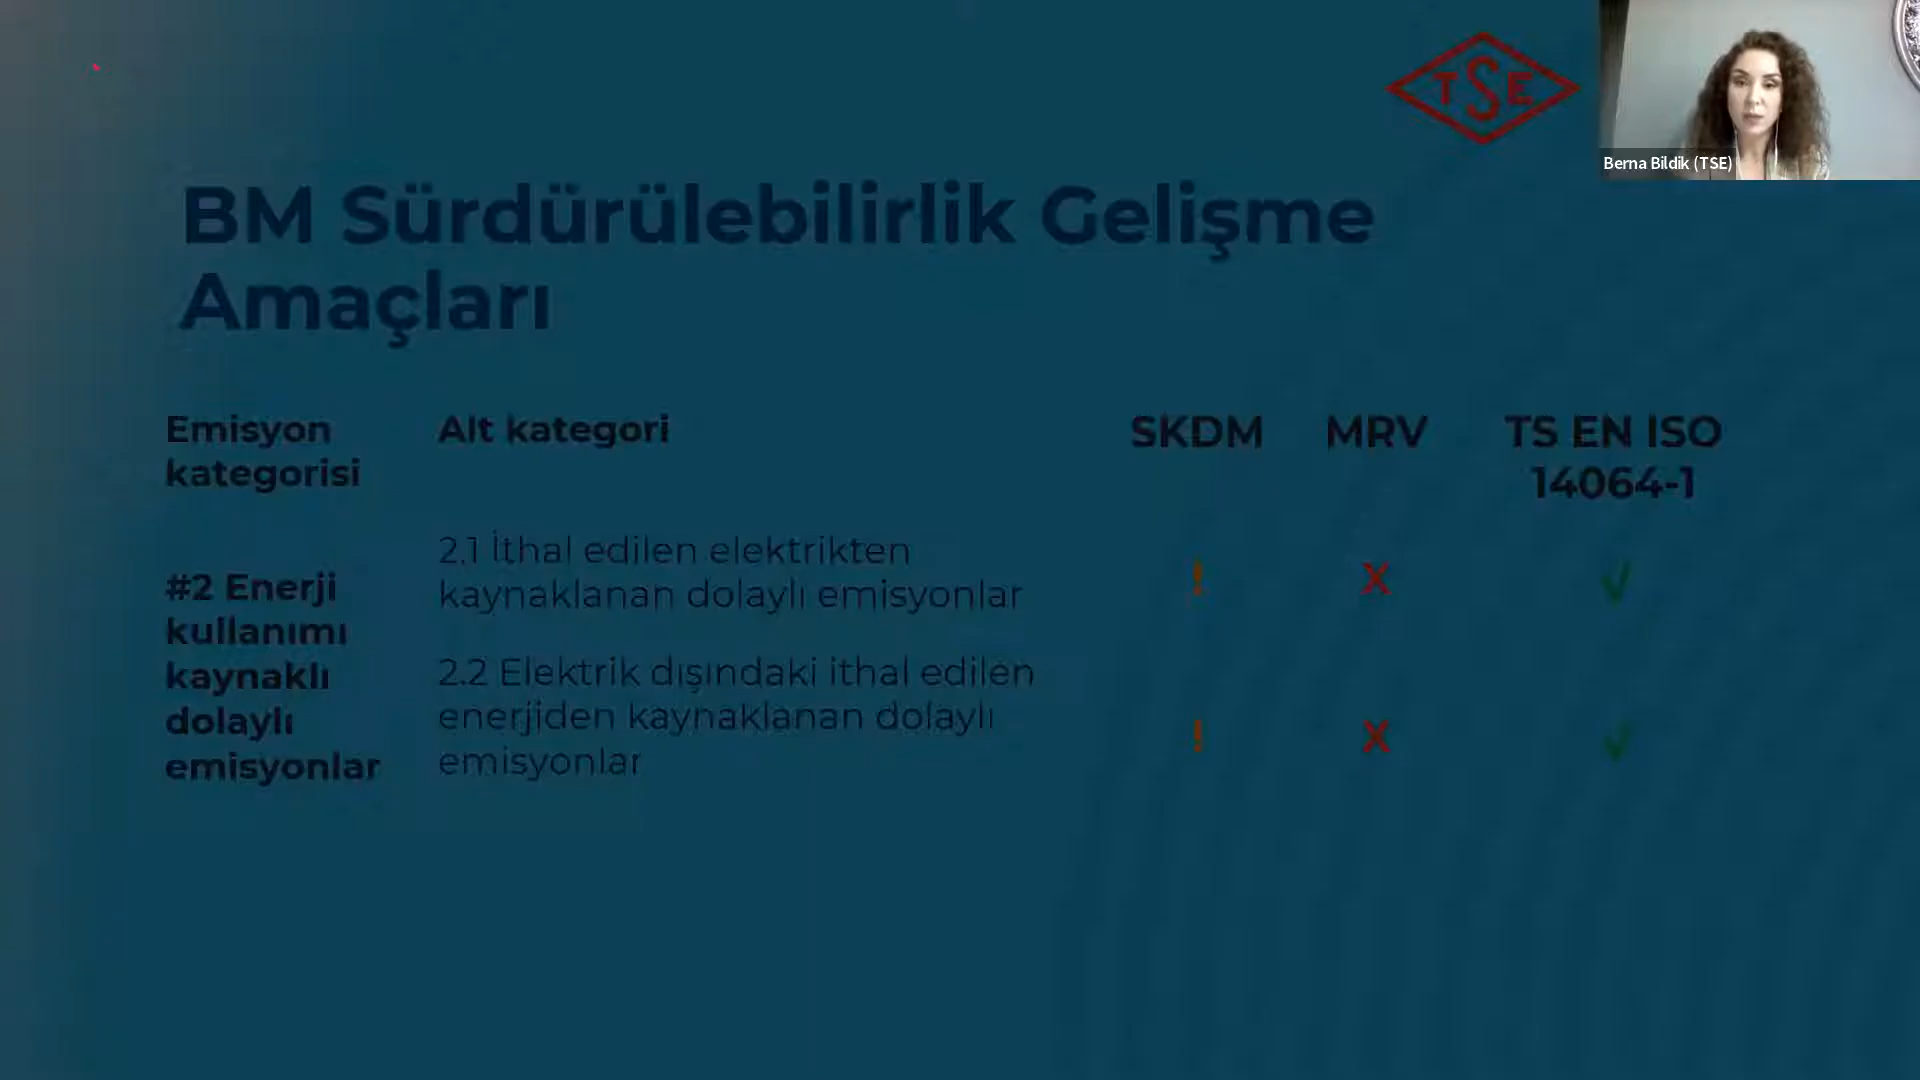 TSE
Berna Bildik (TSE)
BM Sürdürülebilirlik Gelişme
Amaçları
Emisyon
kategorisi
Alt kategori
SKDM
MRV
TS EN ISO
14064-1
#2 Enerji
kullanımı
kaynaklı
dolaylı
emisyonlar
2.1 İthal edilen elektrikten
kaynaklanan dolaylı emisyonlar
! X √
2.2 Elektrik dışındaki ithal edilen
enerjiden kaynaklanan dolaylı
emisyonlar
! X √